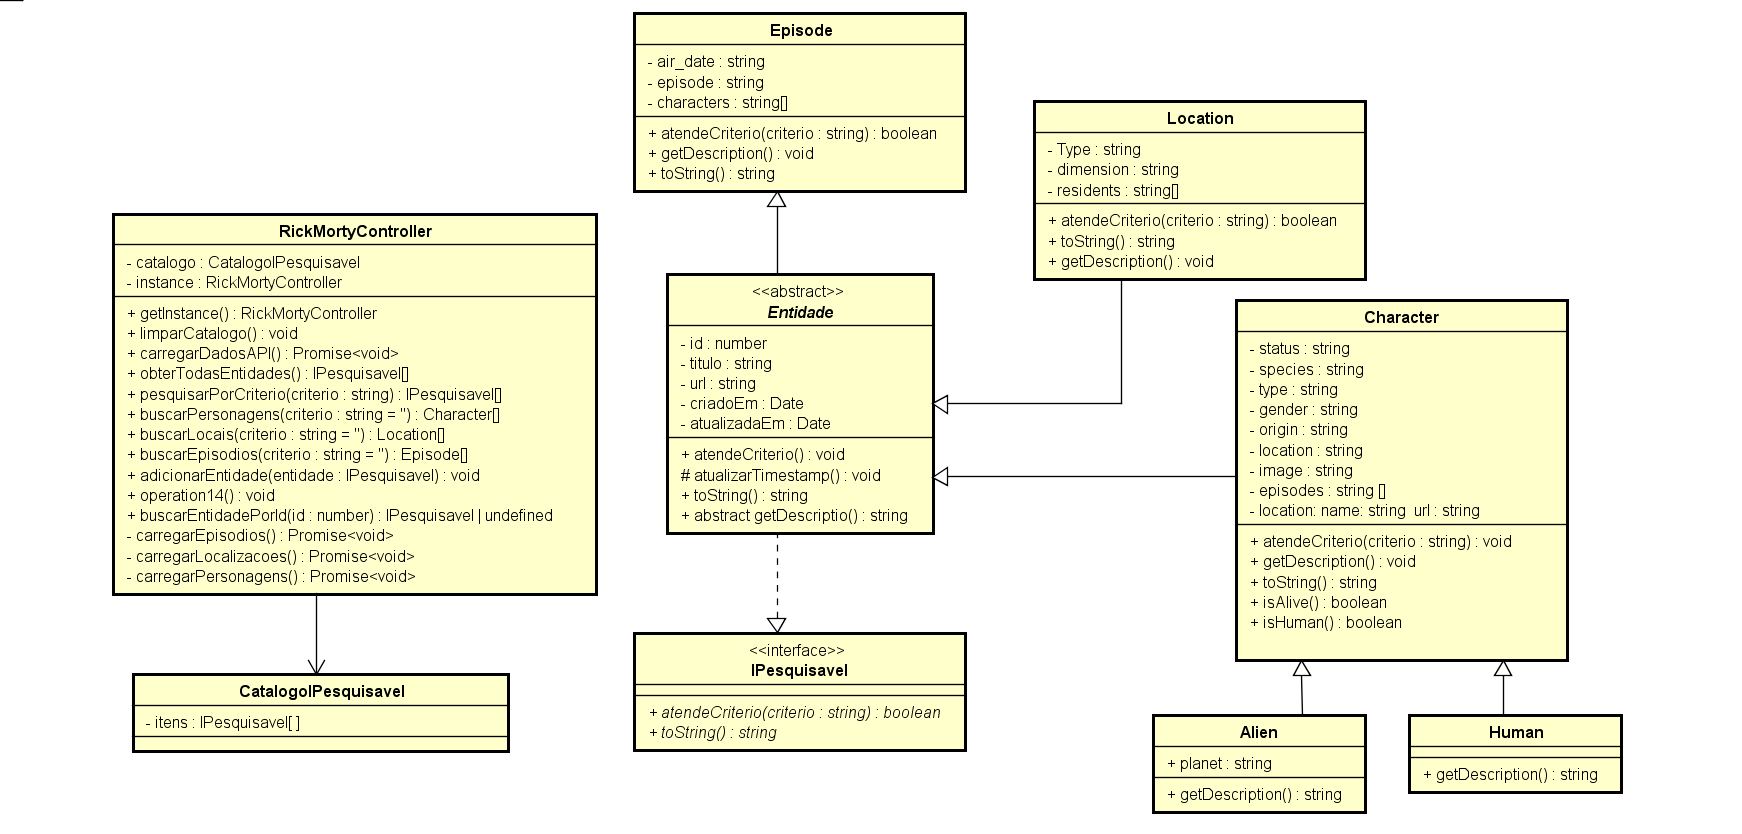 Episode
- air_date : string
- episode : string
- characters : string[]
+ atendeCriterio(criterio : string) : boolean
+ getDescription() : void
+ toString() : string
Location
- Type : string
- dimension : string
- residents : string[]
+ atendeCriterio(criterio : string) : boolean
+ toString() : string
+ getDescription() : void
RickMortyController
- catalogo : CatalogoIPesquisavel
- instance : RickMortyController
+ getInstance() : RickMortyController
+ limparCatalogo() : void
+ carregarDadosAPI() : Promise<void>
+ obterTodasEntidades() : IPesquisavel[]
+ pesquisarPorCriterio(criterio : string) : IPesquisavel[]
+ buscarPersonagens(criterio : string = '') : Character[]
+ buscarLocais(criterio : string = '') : Location[]
+ buscarEpisodios(criterio : string = '') : Episode[]
+ adicionarEntidade(entidade : IPesquisavel) : void
+ operation14() : void
+ buscarEntidadePorId(id : number) : IPesquisavel | undefined
- carregarEpisodios() : Promise<void>
- carregarLocalizacoes() : Promise<void>
- carregarPersonagens() : Promise<void>
<<abstract>>
Entidade
- id : number
- titulo : string
- url : string
- criadoEm : Date
- atualizadaEm : Date
+ atendeCriterio() : void
# atualizarTimestamp() : void
+ toString() : string
+ abstract getDescriptio() : string
Character
- status : string
- species : string
- type : string
- gender : string
- origin : string
- location : string
- image : string
- episodes : string []
- location: name: string  url : string
+ atendeCriterio(criterio : string) : void
+ getDescription() : void
+ toString() : string
+ isAlive() : boolean
+ isHuman() : boolean
<<interface>>
IPesquisavel
+ atendeCriterio(criterio : string) : boolean
+ toString() : string
CatalogoIPesquisavel
- itens : IPesquisavel[ ]
Alien
+ planet : string
+ getDescription() : string
Human
+ getDescription() : string